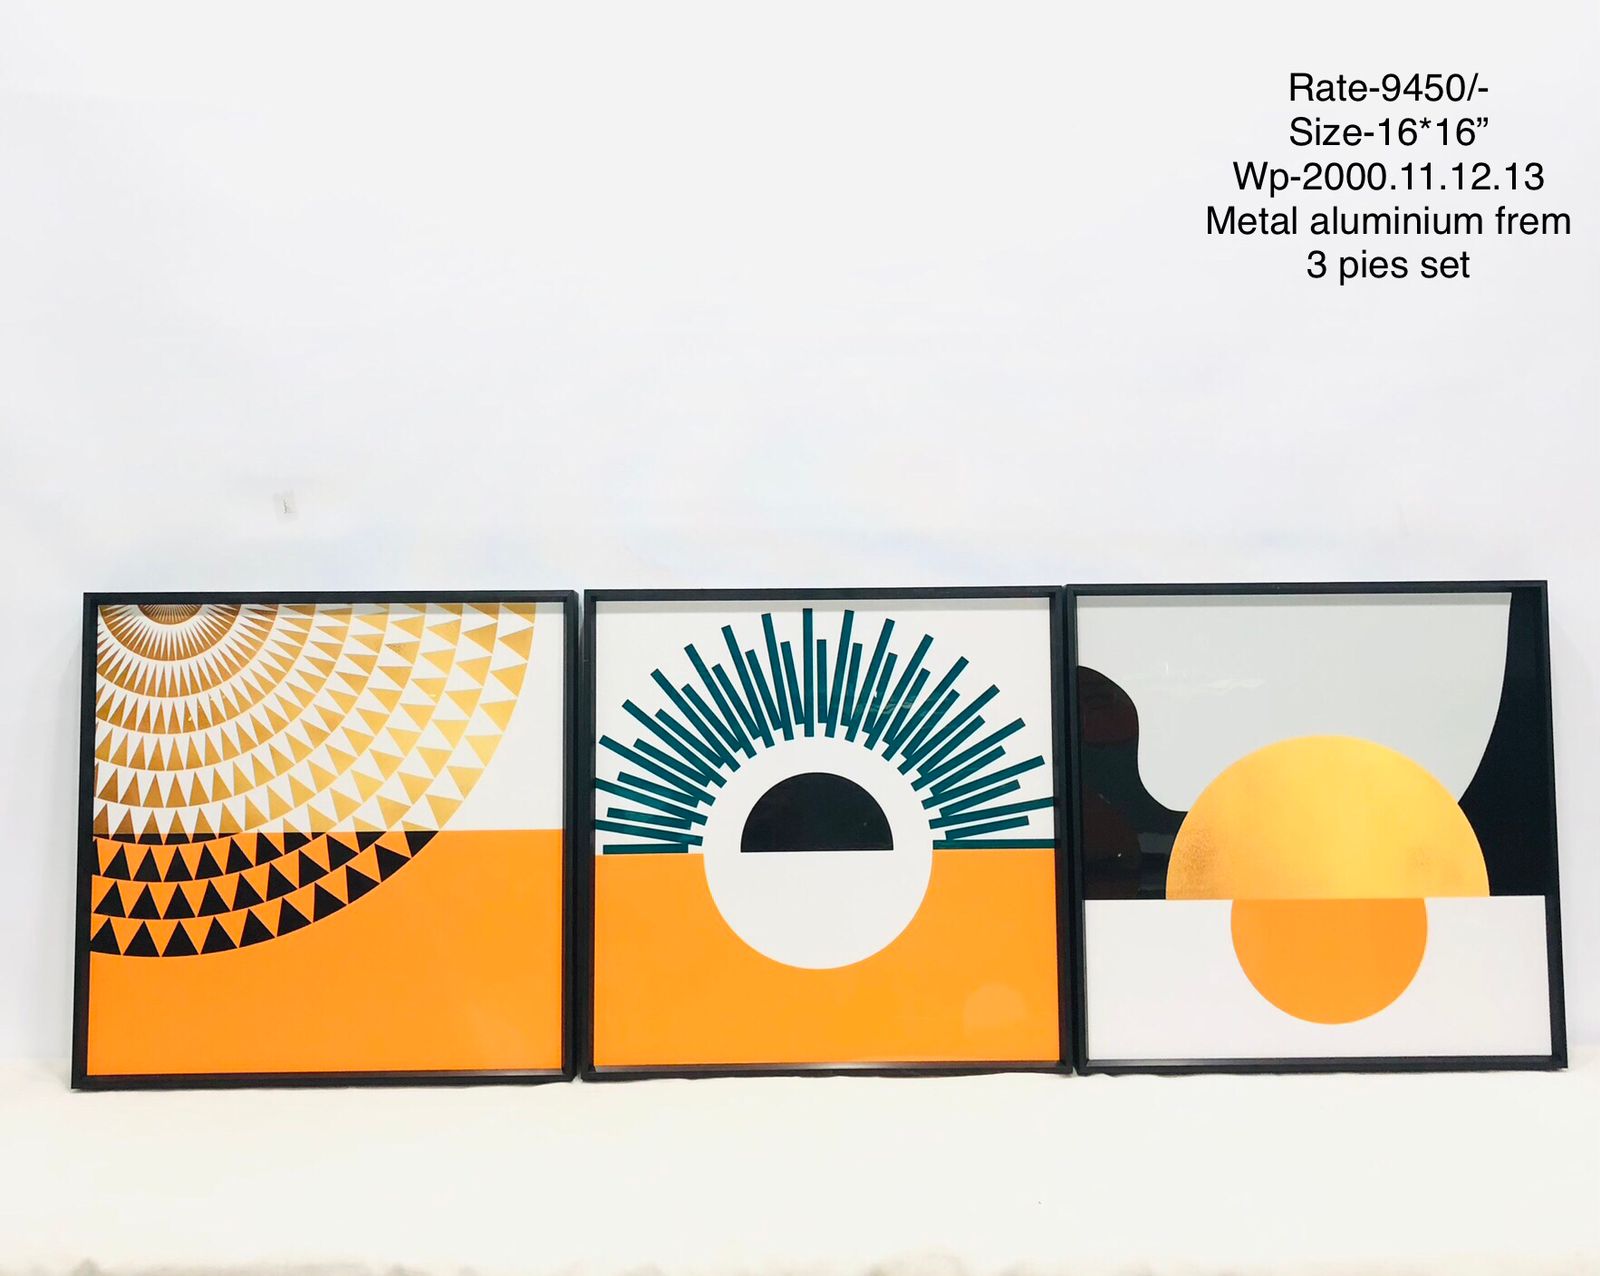 Rate-9450/-
Size-16*16”
Wp-2000.11.12.13
Metal aluminium frem
3 pies set